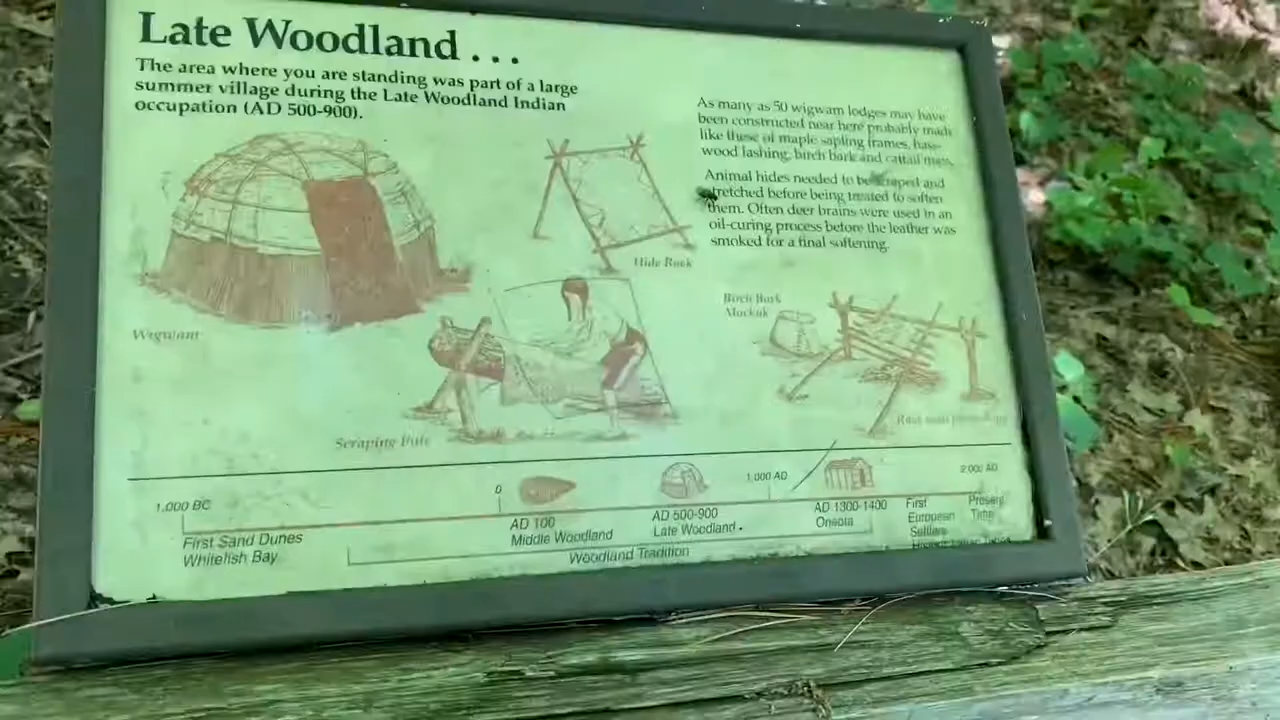 Late Woodland . . .
The area where you are standing was part of a large
summer village during the Late Woodland Indian
occupation (AD 500-900).
As many as 50 wigwam lodges may have
been constructed near here probably made
like these of maple sapling frames, bass-
wood lashing, birch bark and cattail mats.
Animal hides needed to be scraped and
stretched before being treated to soften
them. Often deer brains were used in an
oil-curing process before the leather was
smoked for a final softening.
Wigwam
Hide Rack
Birch Bark
Mockuk
Scraping Pole
1,000 BC
0
1,000 AD
2,000 AD
First Sand Dunes
Whitefish Bay
AD 100
Middle Woodland
AD 500-900
Late Woodland
AD 1300-1400
Oneota
First
European
Settlers
Present
Time
Woodland Tradition